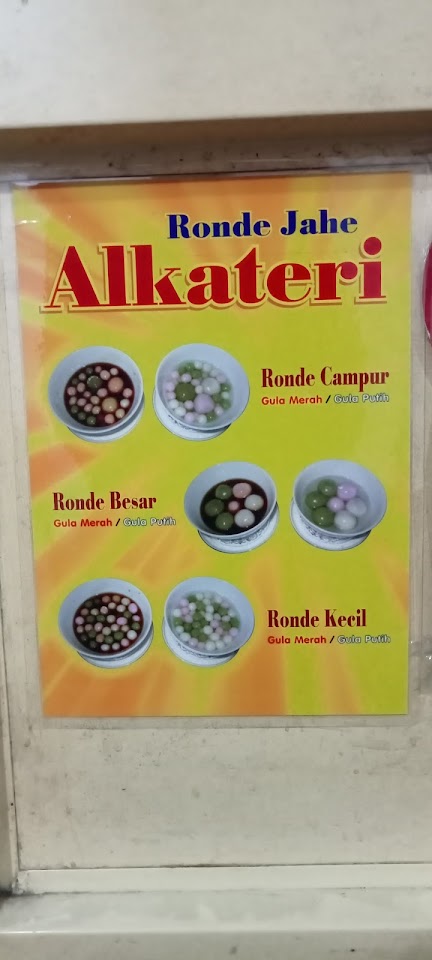 Ronde Jahe
Alkateri
Ronde Campur
Gula Merah / Gula Putih
Ronde Besar
Gula Merah / Gula Putih
Ronde Kecil
Gula Merah / Gula Putih